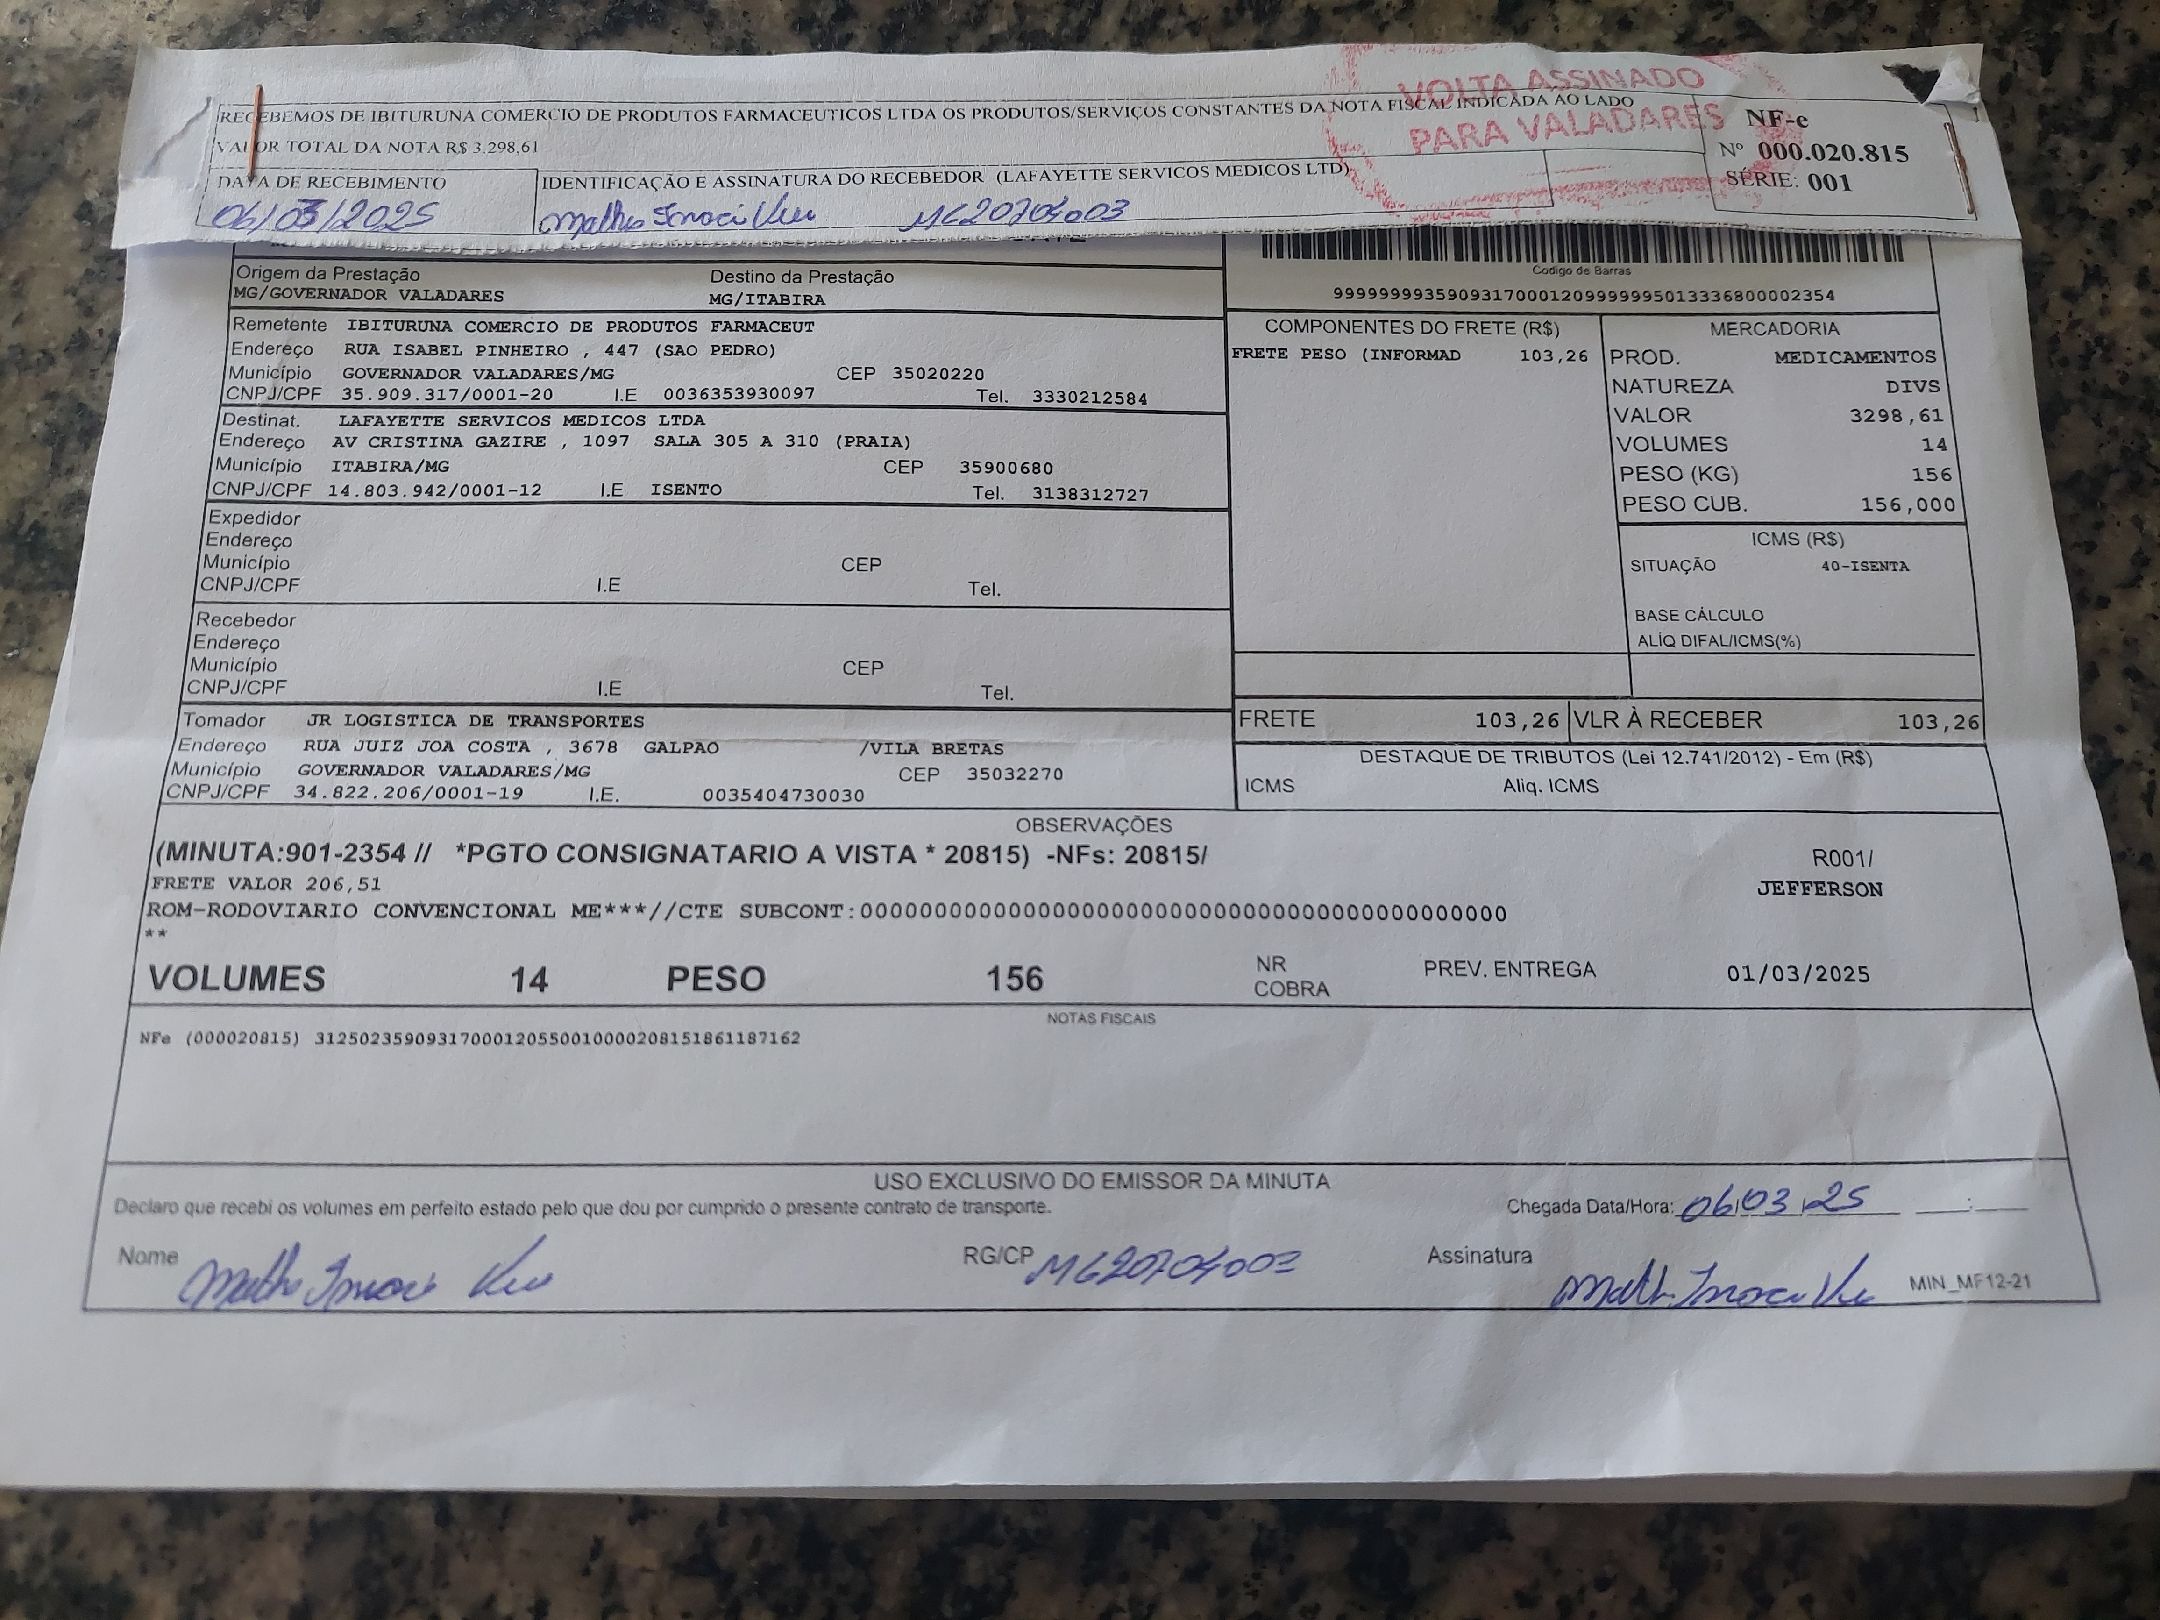 VOLTA ASSINADO
PARA VALADARES
RECEBEMOS DE IBITURUNA COMERCIO DE PRODUTOS FARMACEUTICOS LTDA OS PRODUTOS/SERVIÇOS CONSTANTES DA NOTA FISCAL INDICADA AO LADO
VALOR TOTAL DA NOTA R$ 3.298,61
NF-e
Nº 000.020.815
SÉRIE: 001
DATA DE RECEBIMENTO
06/03/2025
IDENTIFICAÇÃO E ASSINATURA DO RECEBEDOR (LAFAYETTE SERVICOS MEDICOS LTD)
MG20704003
Codigo de Barras
99999999359093170001209999999501333680000​2354
Origem da Prestação Destino da Prestação
MG/GOVERNADOR VALADARES MG/ITABIRA
Remetente IBITURUNA COMERCIO DE PRODUTOS FARMACEUT
Endereço RUA ISABEL PINHEIRO , 447 (SAO PEDRO)
Município GOVERNADOR VALADARES/MG CEP 35020220
CNPJ/CPF 35.909.317/0001-20 I.E 0036353930097 Tel. 3330212584
Destinat. LAFAYETTE SERVICOS MEDICOS LTDA
Endereço AV CRISTINA GAZIRE , 1097 SALA 305 A 310 (PRAIA)
Município ITABIRA/MG CEP 35900680
CNPJ/CPF 14.803.942/0001-12 I.E ISENTO Tel. 3138312727
Expedidor
Endereço
Município CEP
CNPJ/CPF I.E Tel.
Recebedor
Endereço
Município CEP
CNPJ/CPF I.E Tel.
Tomador JR LOGISTICA DE TRANSPORTES
Endereço RUA JUIZ JOA COSTA , 3678 GALPAO /VILA BRETAS
Município GOVERNADOR VALADARES/MG CEP 35032270
CNPJ/CPF 34.822.206/0001-19 I.E. 0035404730030
COMPONENTES DO FRETE (R$)
FRETE PESO (INFORMAD 103,26
MERCADORIA
PROD. MEDICAMENTOS
NATUREZA DIVS
VALOR 3298,61
VOLUMES 14
PESO (KG) 156
PESO CUB. 156,000
ICMS (R$)
SITUAÇÃO 40-ISENTA
BASE CÁLCULO
ALÍQ DIFAL/ICMS(%)
FRETE 103,26 VLR À RECEBER 103,26
DESTAQUE DE TRIBUTOS (Lei 12.741/2012) - Em (R$)
ICMS Aliq. ICMS
OBSERVAÇÕES
(MINUTA:901-2354 // *PGTO CONSIGNATARIO A VISTA * 20815) -NFs: 20815/
R001/
FRETE VALOR 206,51
JEFFERSON
ROM-RODOVIARIO CONVENCIONAL ME***//CTE SUBCONT:00000000000000000000000000000000000000000000
**
VOLUMES 14 PESO 156 NR COBRA PREV. ENTREGA 01/03/2025
NOTAS FISCAIS
NFe (000020815) 31250235909317000120550010000208151861187162
USO EXCLUSIVO DO EMISSOR DA MINUTA
Declaro que recebi os volumes em perfeito estado pelo que dou por cumprido o presente contrato de transporte.
Chegada Data/Hora: 06/03/25 __:__
Nome RG/CP MG20704003 Assinatura
MIN_MF12-21